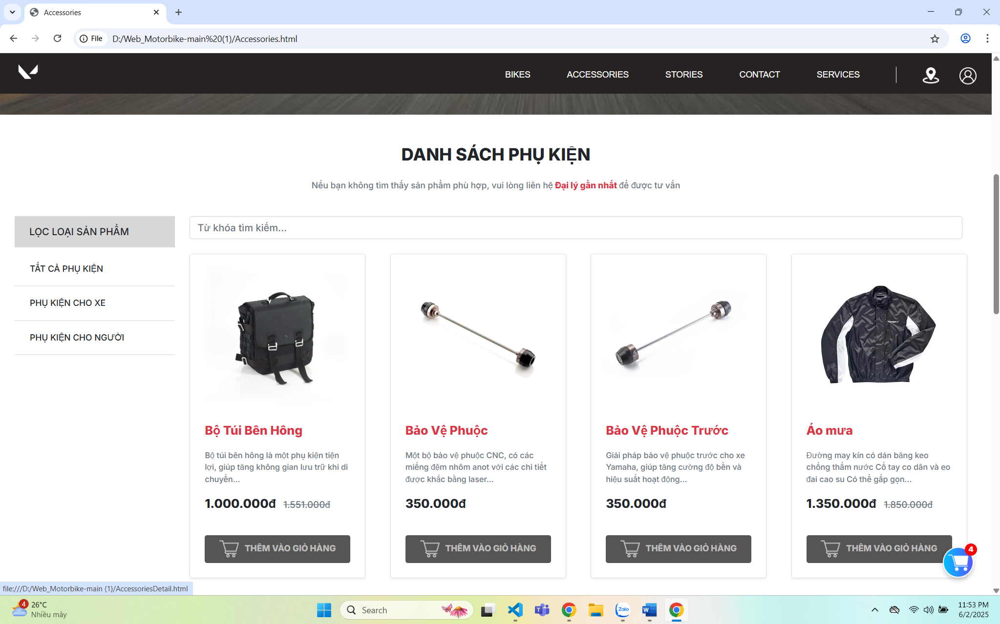 Accessories
File
D:/Web_Motorbike-main%20(1)/Accessories.html
BIKES
ACCESSORIES
STORIES
CONTACT
SERVICES
DANH SÁCH PHỤ KIỆN
Nếu bạn không tìm thấy sản phẩm phù hợp, vui lòng liên hệ Đại lý gần nhất để được tư vấn
LỌC LOẠI SẢN PHẨM
TẤT CẢ PHỤ KIỆN
PHỤ KIỆN CHO XE
PHỤ KIỆN CHO NGƯỜI
Từ khóa tìm kiếm...
Bộ Túi Bên Hông
Bộ túi bên hông là một phụ kiện tiện
lợi, giúp tăng không gian lưu trữ khi di
chuyển...
1.000.000đ 1.551.000đ
THÊM VÀO GIỎ HÀNG
Bảo Vệ Phuộc
Một bộ bảo vệ phuộc CNC, có các
miếng đệm nhôm anot với các chi tiết
được khắc bằng laser...
350.000đ
THÊM VÀO GIỎ HÀNG
Bảo Vệ Phuộc Trước
Giải pháp bảo vệ phuộc trước cho xe
Yamaha, giúp tăng cường độ bền và
hiệu suất hoạt động...
350.000đ
THÊM VÀO GIỎ HÀNG
Áo mưa
Đường may kín có dán băng keo
chống thấm nước Cổ tay co dãn và eo
đai cao su Có thể gấp gọn...
1.350.000đ 1.850.000đ
THÊM VÀO GIỎ HÀNG
4
file:///D:/Web_Motorbike-main (1)/AccessoriesDetail.html
4
26°C
Nhiều mây
Search
Zalo
11:53 PM
6/2/2025